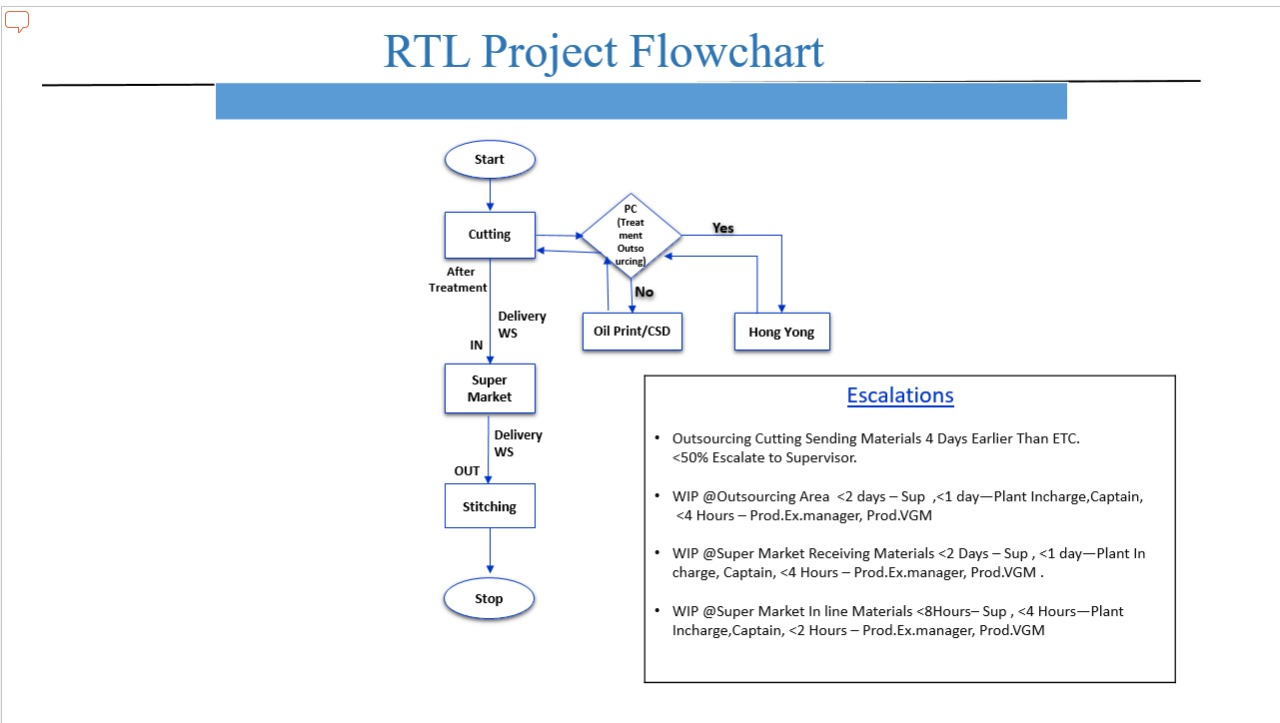 RTL Project Flowchart
Start
Cutting
PC
(Treat
ment
Outso
urcing)
Yes
No
Oil Print/CSD
Hong Yong
After
Treatment
Delivery
WS
IN
Super
Market
Delivery
WS
OUT
Stitching
Stop
Escalations
• Outsourcing Cutting Sending Materials 4 Days Earlier Than ETC.
<50% Escalate to Supervisor.
• WIP @Outsourcing Area <2 days – Sup ,<1 day—Plant Incharge,Captain,
<4 Hours – Prod.Ex.manager, Prod.VGM
• WIP @Super Market Receiving Materials <2 Days – Sup , <1 day—Plant In
charge, Captain, <4 Hours – Prod.Ex.manager, Prod.VGM .
• WIP @Super Market In line Materials <8Hours– Sup , <4 Hours—Plant
Incharge,Captain, <2 Hours – Prod.Ex.manager, Prod.VGM